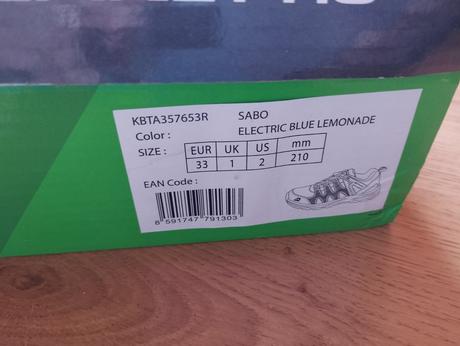 KBTA357653R SABO
Color : ELECTRIC BLUE LEMONADE
SIZE : EUR UK US mm
33 1 2 210
EAN Code :
8 591747 791303